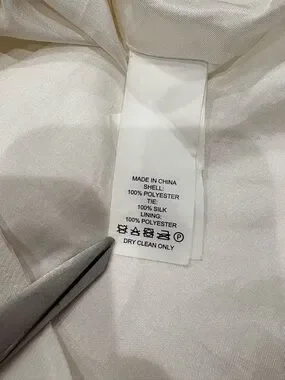 MADE IN CHINA
SHELL:
100% POLYESTER
TIE:
100% SILK
LINING:
100% POLYESTER
P
DRY CLEAN ONLY